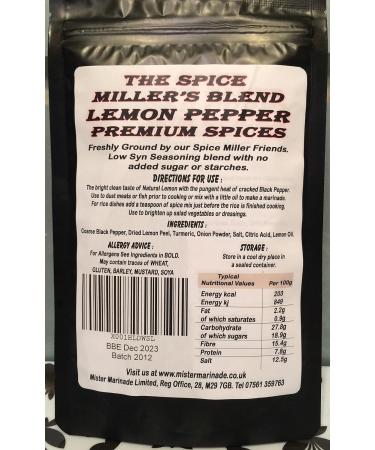 THE SPICE
MILLER'S BLEND
LEMON PEPPER
PREMIUM SPICES
Freshly Ground by our Spice Miller Friends.
Low Syn Seasoning blend with no
added sugar or starches.
DIRECTIONS FOR USE :
The bright clean taste of Natural Lemon with the pungent heat of cracked Black Pepper.
Use to dust meats or fish prior to cooking or mix with a little oil to make a marinade.
For rice dishes add a teaspoon of spice mix just before the rice is finished cooking.
Use to brighten up salad vegetables or dressings.
INGREDIENTS :
Coarse Black Pepper, Dried Lemon Peel, Turmeric, Onion Powder, Salt, Citric Acid, Lemon Oil.
ALLERGY ADVICE :
For Allergens See Ingredients in BOLD.
May contain traces of WHEAT,
GLUTEN, BARLEY, MUSTARD, SOYA
STORAGE :
Store in a cool dry place in
a sealed container.
Typical
Nutritional Values Per 100g
Energy kcal 203
Energy kj 849
Fat 2.2g
of which saturates 0.9g
Carbohydrate 27.8g
of which sugars 18.9g
Fibre 15.4g
Protein 7.8g
Salt 12.5g
X001BLDWSL
BBE Dec 2023
Batch 2012
Visit us at www.mistermarinade.co.uk
Mister Marinade Limited, Reg Office, 28, M29 7GB. Tel 07561 359763